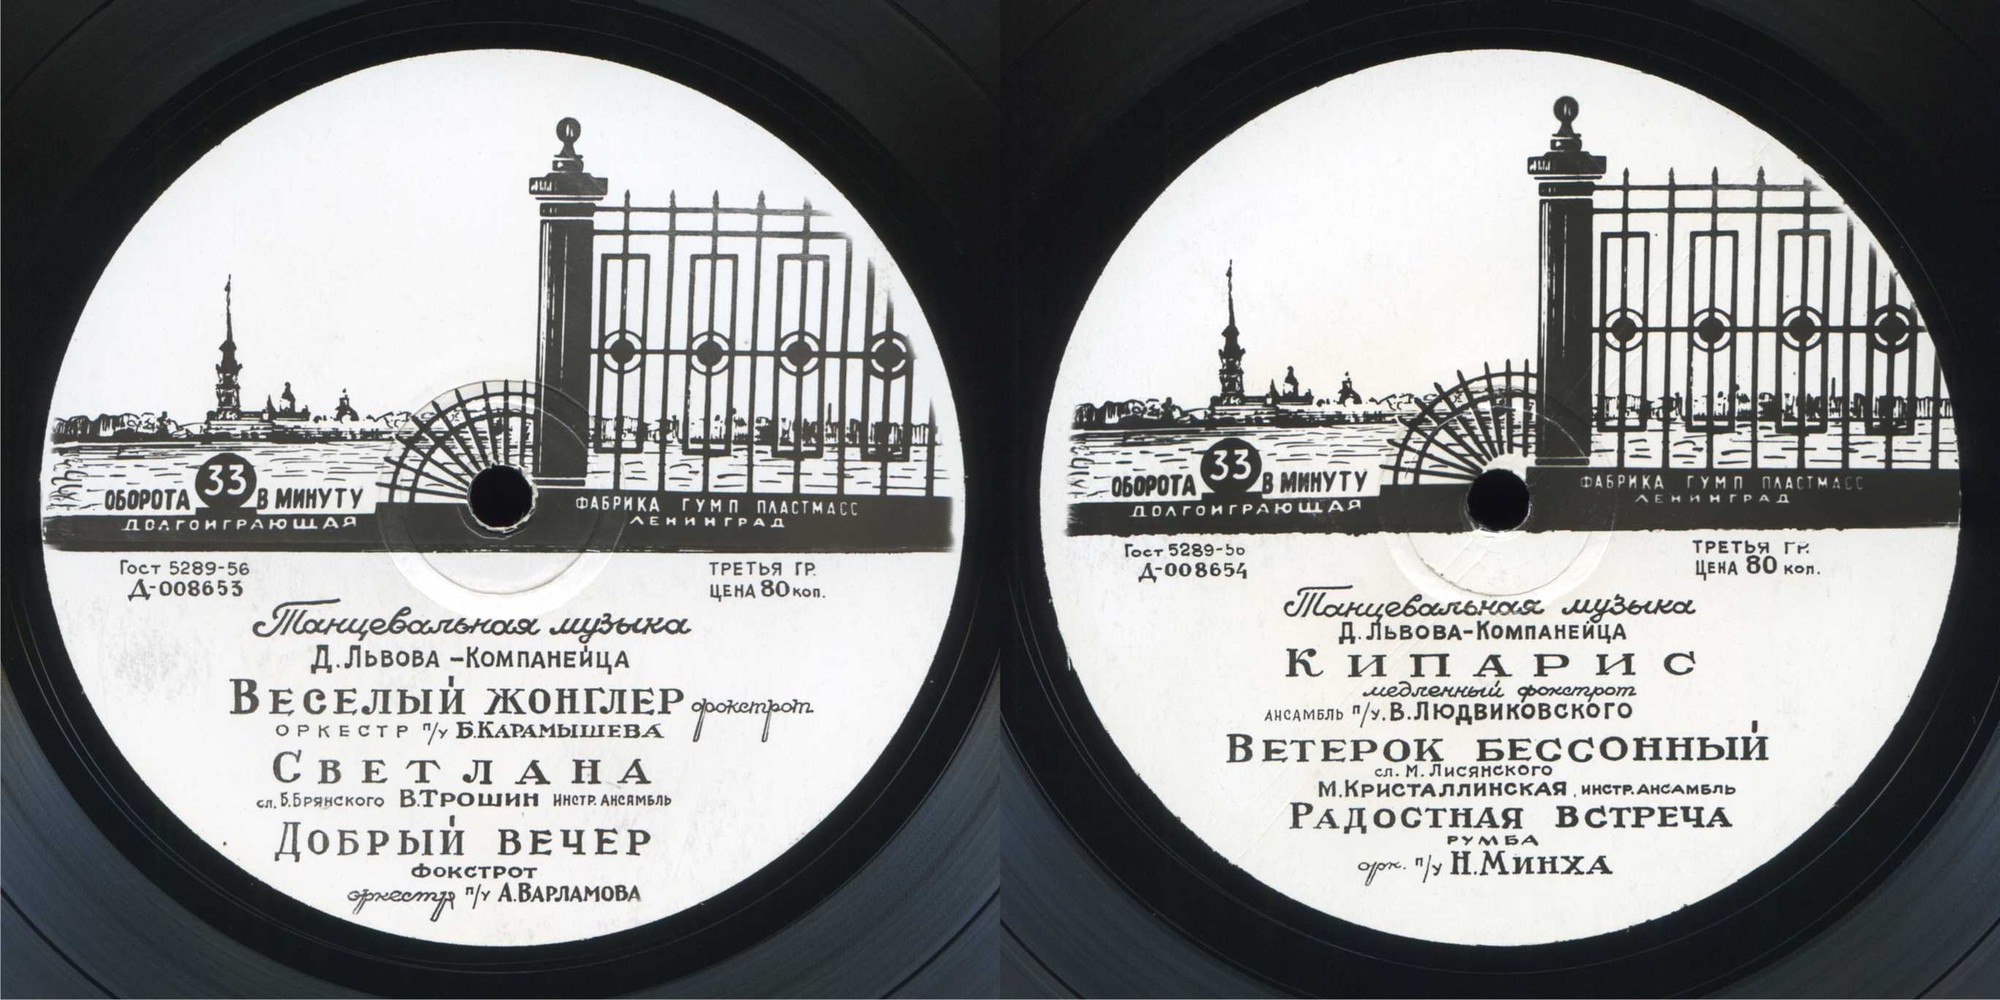 33
ОБОРОТА В МИНУТУ
ДОЛГОИГРАЮЩАЯ
ФАБРИКА ГУМП ПЛАСТМАСС
ЛЕНИНГРАД
Гост 5289-56
Д-008653
ТРЕТЬЯ ГР.
ЦЕНА 80 коп.
Танцевальная музыка
Д. ЛЬВОВА-КОМПАНЕЙЦА
ВЕСЕЛЫЙ ЖОНГЛЕР фокстрот
ОРКЕСТР п/у Б.КАРАМЫШЕВА
СВЕТЛАНА
сл. Б.Брянского В.ТРОШИН ИНСТР. АНСАМБЛЬ
ДОБРЫЙ ВЕЧЕР
ФОКСТРОТ
оркестр п/у А.ВАРЛАМОВА
33
ОБОРОТА В МИНУТУ
ДОЛГОИГРАЮЩАЯ
ФАБРИКА ГУМП ПЛАСТМАСС
ЛЕНИНГРАД
Гост 5289-56
Д-008654
ТРЕТЬЯ ГР.
ЦЕНА 80 коп.
Танцевальная музыка
Д. ЛЬВОВА-КОМПАНЕЙЦА
КИПАРИС
медленный фокстрот
АНСАМБЛЬ п/у. В.ЛЮДВИКОВСКОГО
ВЕТЕРОК БЕССОННЫЙ
сл. М. Лисянского
М.КРИСТАЛЛИНСКАЯ, ИНСТР. АНСАМБЛЬ
РАДОСТНАЯ ВСТРЕЧА
РУМБА
орк. п/у Н.МИНХА